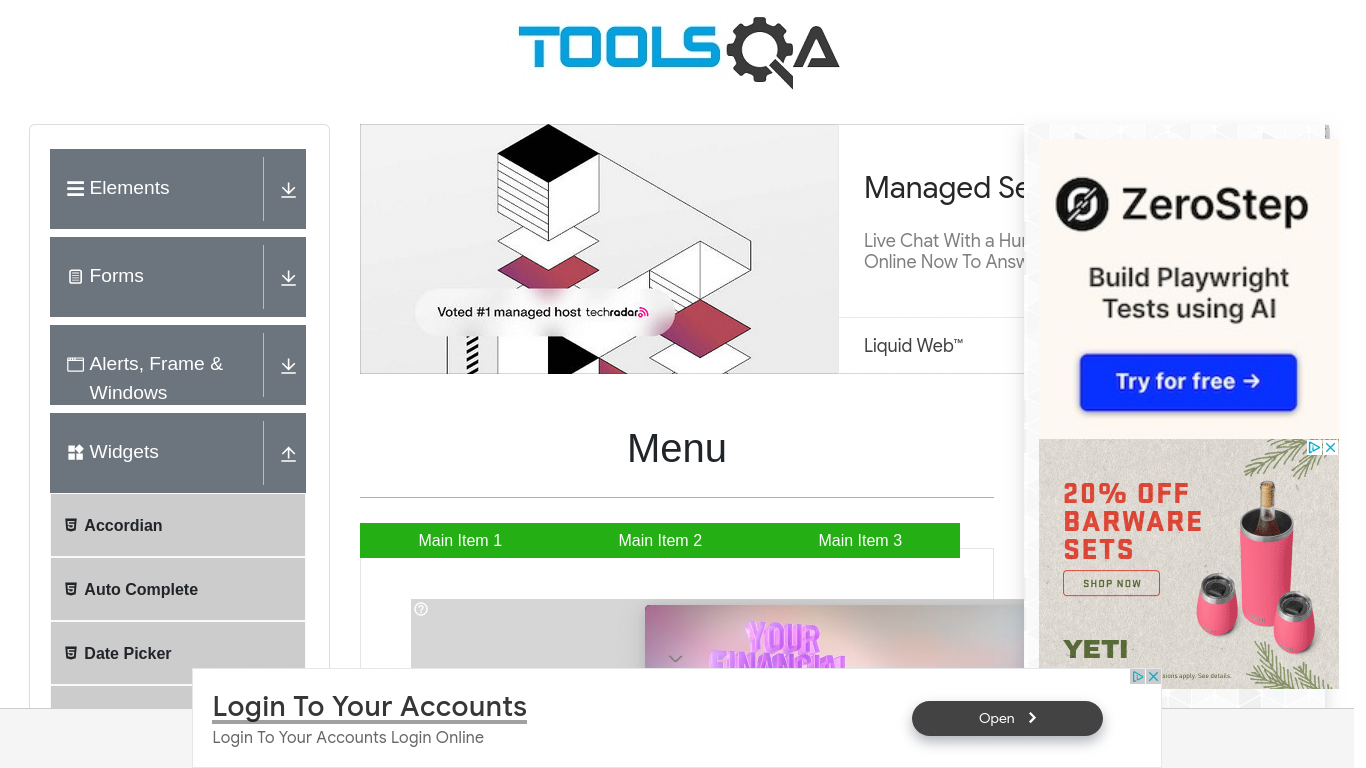 TOOLSQA
Elements
Forms
Alerts, Frame &
Windows
Widgets
Accordian
Auto Complete
Date Picker
Voted #1 managed host techradar
Managed Se
Live Chat With a Hu
Online Now To Answ
Liquid Web™
Menu
Main Item 1
Main Item 2
Main Item 3
YOUR
FINANCIAL
ZeroStep
Build Playwright
Tests using AI
Try for free →
20% OFF
BARWARE
SETS
SHOP NOW
YETI
sions apply. See details.
Login To Your Accounts
Login To Your Accounts Login Online
Open